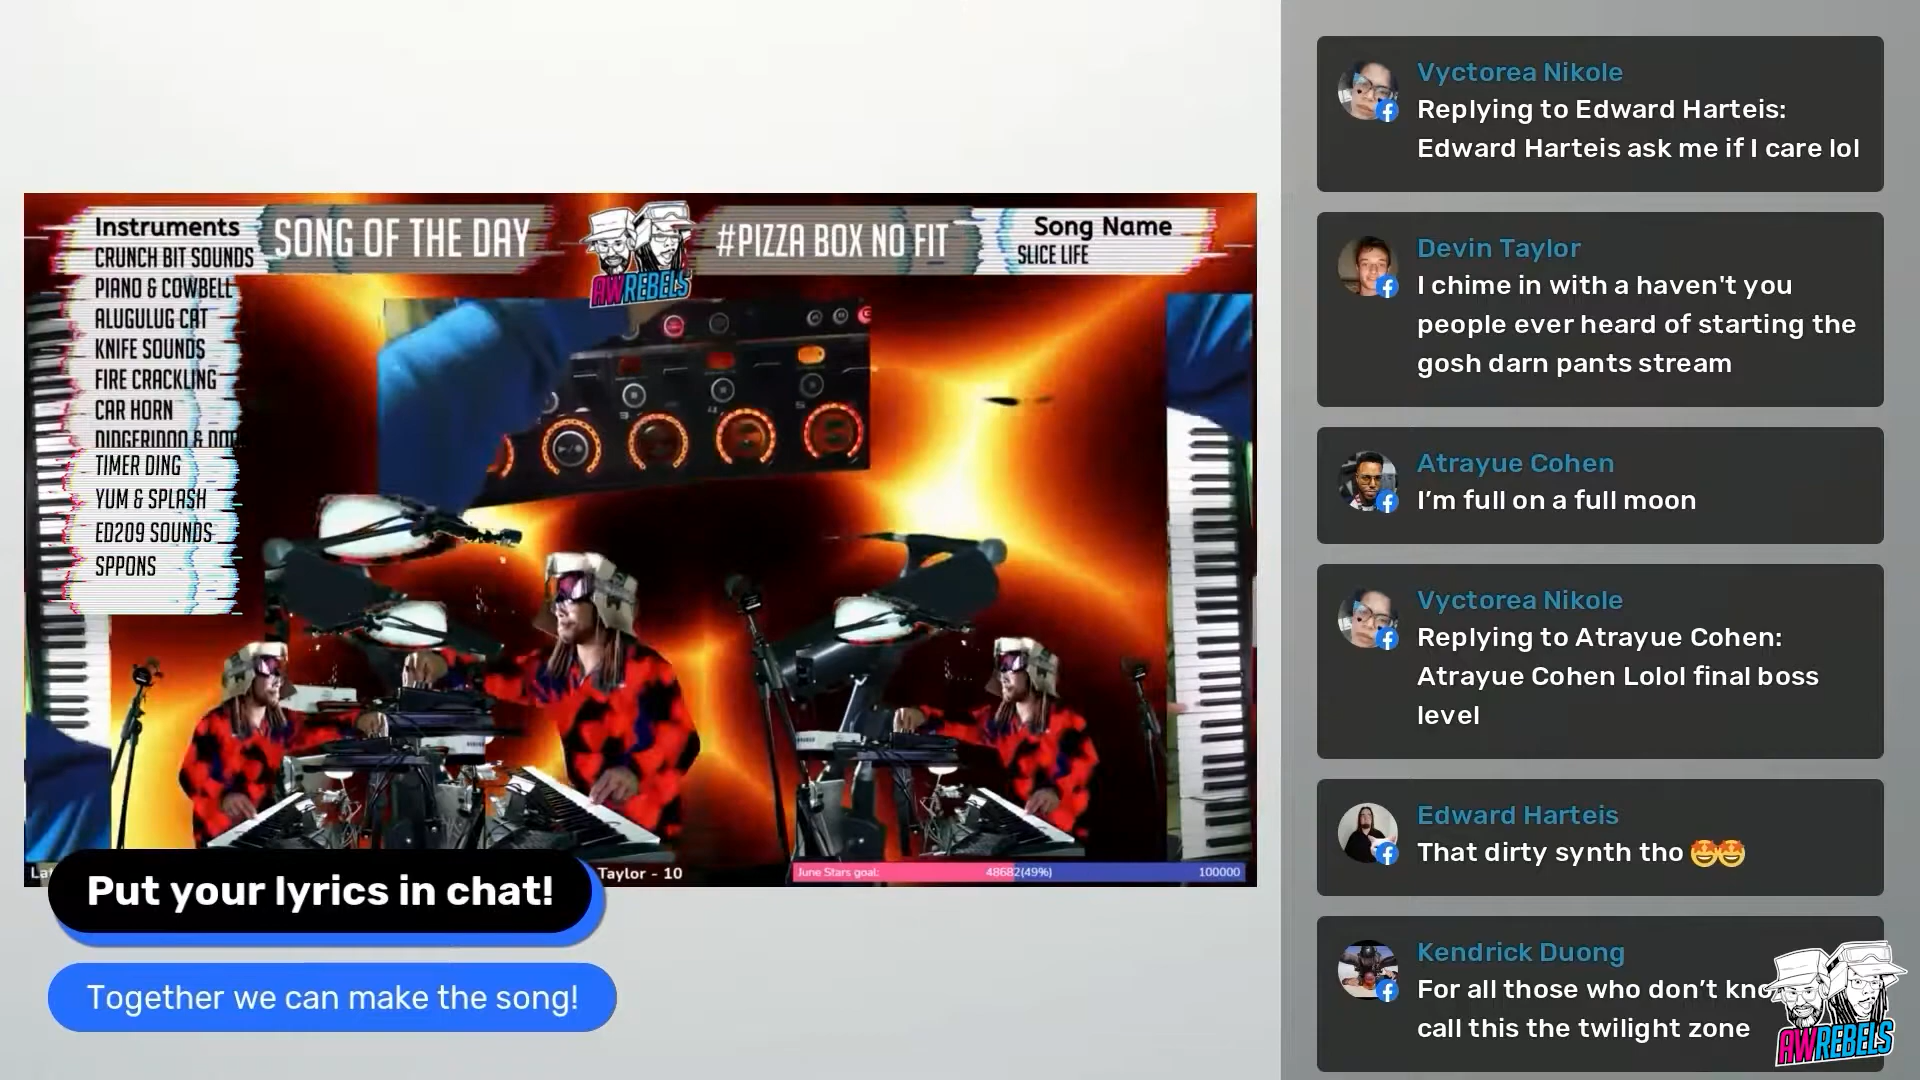 Instruments
CRUNCH BIT SOUNDS
PIANO & COWBELL
ALUGULUG CAT
KNIFE SOUNDS
FIRE CRACKLING
CAR HORN
DIDGERIDOO &
TIMER DING
YUM & SPLASH
ED209 SOUNDS
SPPONS
SONG OF THE DAY
AWREBELS
#PIZZA BOX NO FIT
Song Name
SLICE LIFE
Taylor - 10
June Stars goal:
48682(49%)
100000
Put your lyrics in chat!
Together we can make the song!
Vyctorea Nikole
Replying to Edward Harteis:
Edward Harteis ask me if I care lol
Devin Taylor
I chime in with a haven't you
people ever heard of starting the
gosh darn pants stream
Atrayue Cohen
I’m full on a full moon
Vyctorea Nikole
Replying to Atrayue Cohen:
Atrayue Cohen Lolol final boss
level
Edward Harteis
That dirty synth tho 🤩🤩
Kendrick Duong
For all those who don’t
call this the twilight zone
AWREBELS